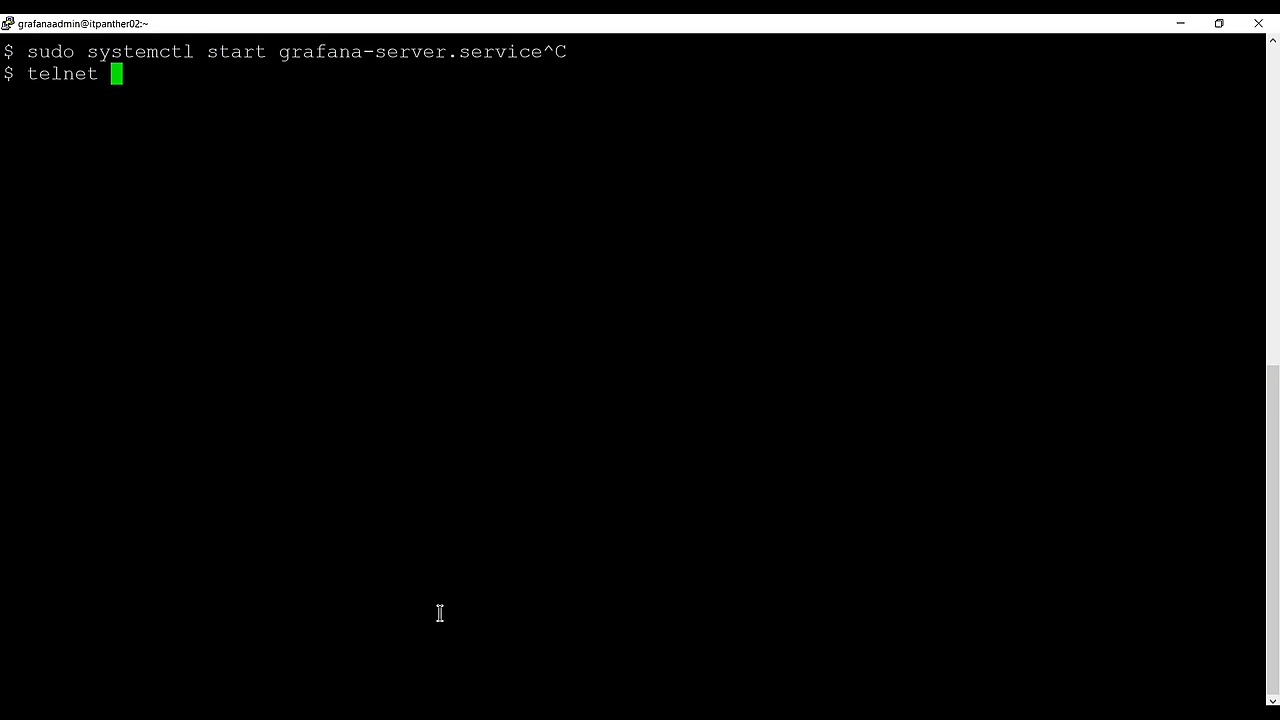 grafanaadmin@itpanther02:~
$ sudo systemctl start grafana-server.service^C
$ telnet